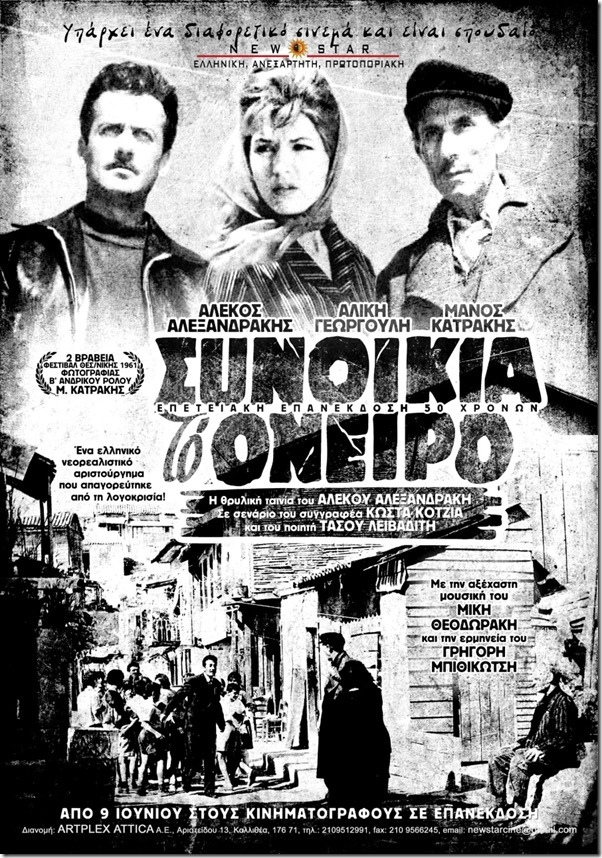 Υπάρχει ένα διαφορετικό σινεμά και είναι σπουδαίο
NEW STAR
ΕΛΛΗΝΙΚΗ, ΑΝΕΞΑΡΤΗΤΗ, ΠΡΩΤΟΠΟΡΙΑΚΗ
ΑΛΕΚΟΣ
ΑΛΕΞΑΝΔΡΑΚΗΣ
ΑΛΙΚΗ
ΓΕΩΡΓΟΥΛΗ
ΜΑΝΟΣ
ΚΑΤΡΑΚΗΣ
ΣΥΝΟΙΚΙΑ
ΕΠΕΤΕΙΑΚΗ ΕΠΑΝΕΚΔΟΣΗ 50 ΧΡΟΝΩΝ
το ΟΝΕΙΡΟ
2 ΒΡΑΒΕΙΑ
ΦΕΣΤΙΒΑΛ ΘΕΣ/ΝΙΚΗΣ 1961
ΦΩΤΟΓΡΑΦΙΑΣ
Β' ΑΝΔΡΙΚΟΥ ΡΟΛΟΥ
Μ. ΚΑΤΡΑΚΗΣ
Ένα ελληνικό
νεορεαλιστικό
αριστούργημα
που απαγορεύτηκε
από τη λογοκρισία!
Η θρυλική ταινία του ΑΛΕΚΟΥ ΑΛΕΞΑΝΔΡΑΚΗ
Σε σενάριο του συγγραφέα ΚΩΣΤΑ ΚΟΤΖΙΑ
και του ποιητή ΤΑΣΟΥ ΛΕΙΒΑΔΙΤΗ
Με την αξέχαστη
μουσική του
ΜΙΚΗ
ΘΕΟΔΩΡΑΚΗ
και την ερμηνεία του
ΓΡΗΓΟΡΗ
ΜΠΙΘΙΚΩΤΣΗ
ΑΠΟ 9 ΙΟΥΝΙΟΥ ΣΤΟΥΣ ΚΙΝΗΜΑΤΟΓΡΑΦΟΥΣ ΣΕ ΕΠΑΝΕΚΔΟΣΗ
Διανομή: ARTPLEX ATTICA Α.Ε., Αριστείδου 13, Καλλιθέα, 176 71, τηλ.: 2109512991, fax: 210 9566245, email: newstarcine@gmail.com